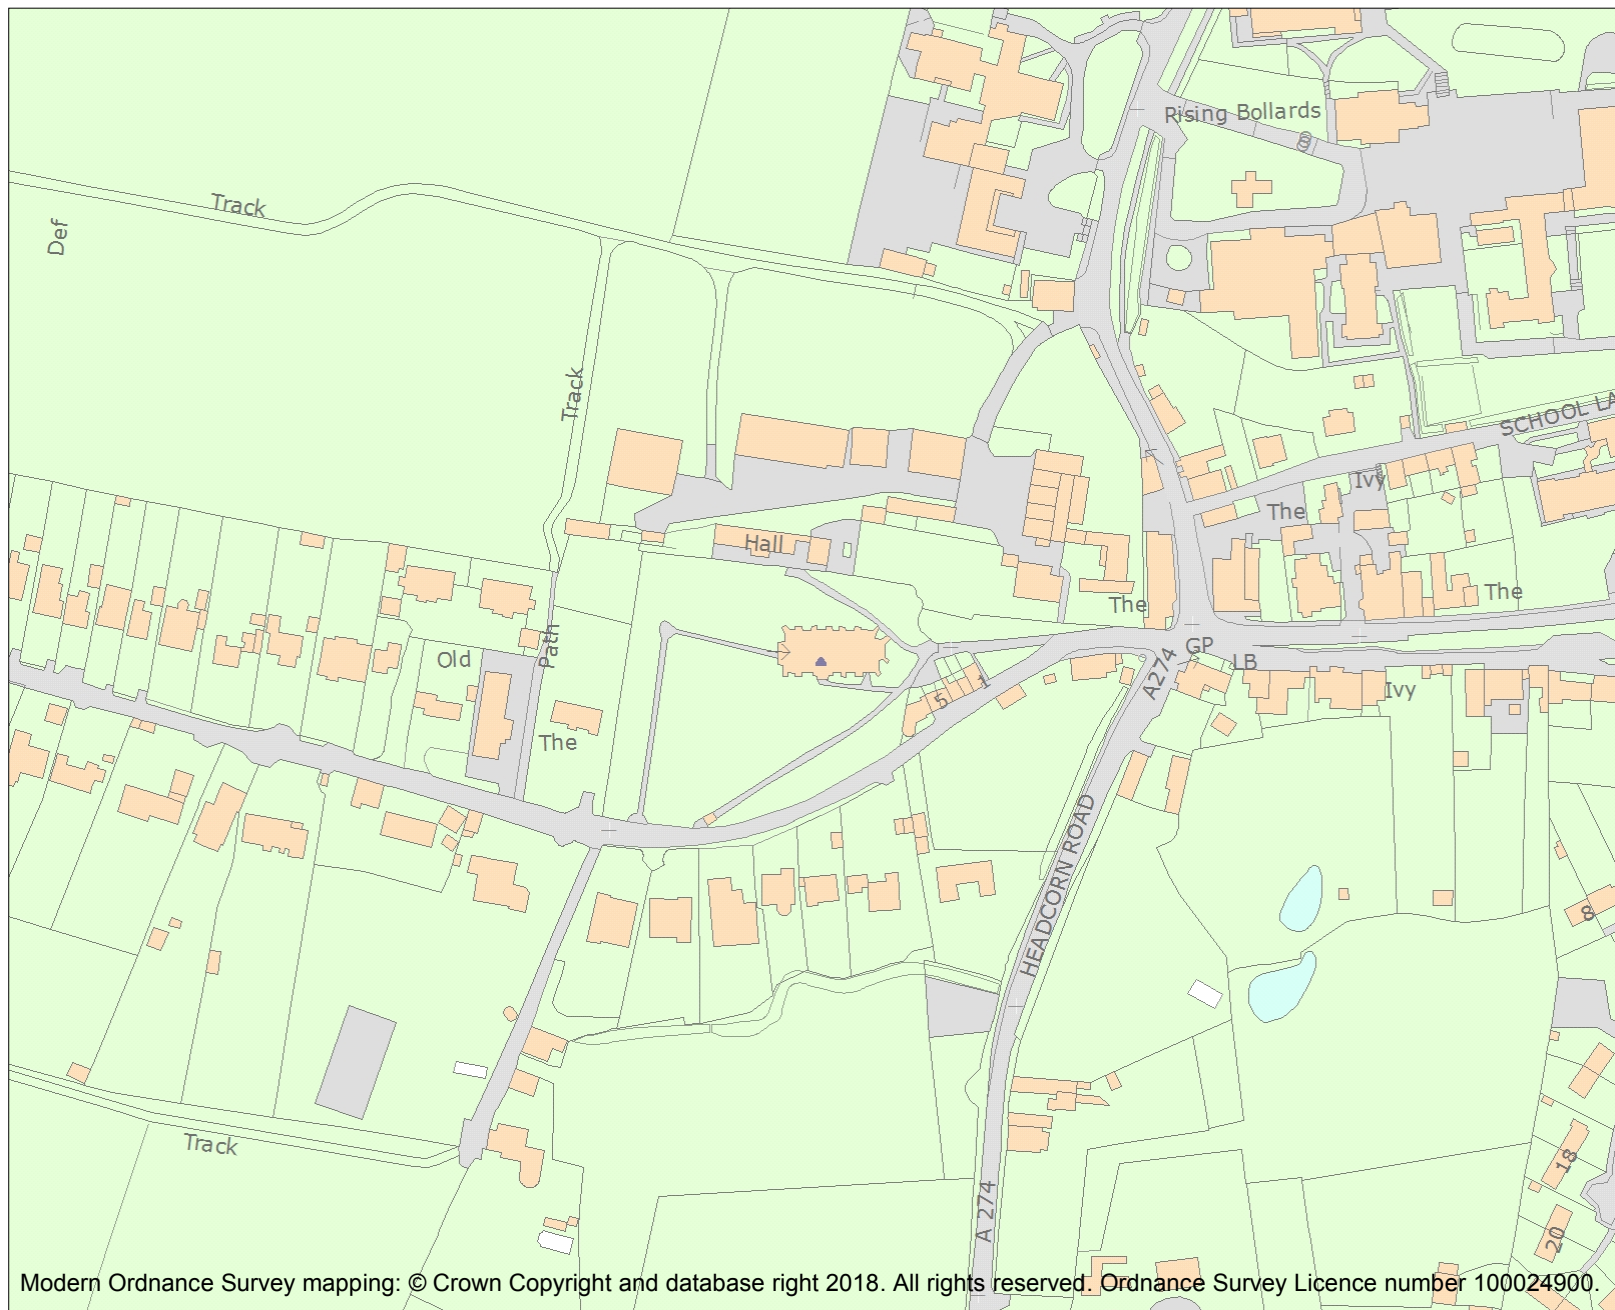 Rising Bollards
Track
Def
Track
SCHOOL LA
Ivy
The
Hall
The
The
Path
Old
GP
LB
A274
1
5
Ivy
The
HEADCORN ROAD
8
Track
18
A 274
20
Modern Ordnance Survey mapping: © Crown Copyright and database right 2018. All rights reserved. Ordnance Survey Licence number 100024900.